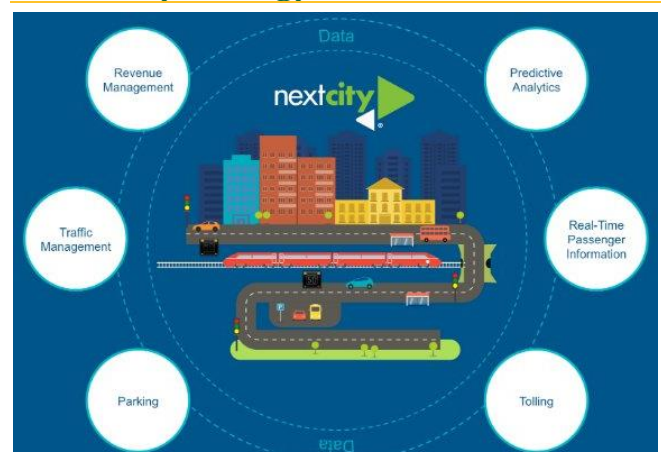 Data
Revenue
Management
Predictive
Analytics
nextcity
®
Traffic
Management
Real-Time
Passenger
Information
P
Parking
Tolling
Data